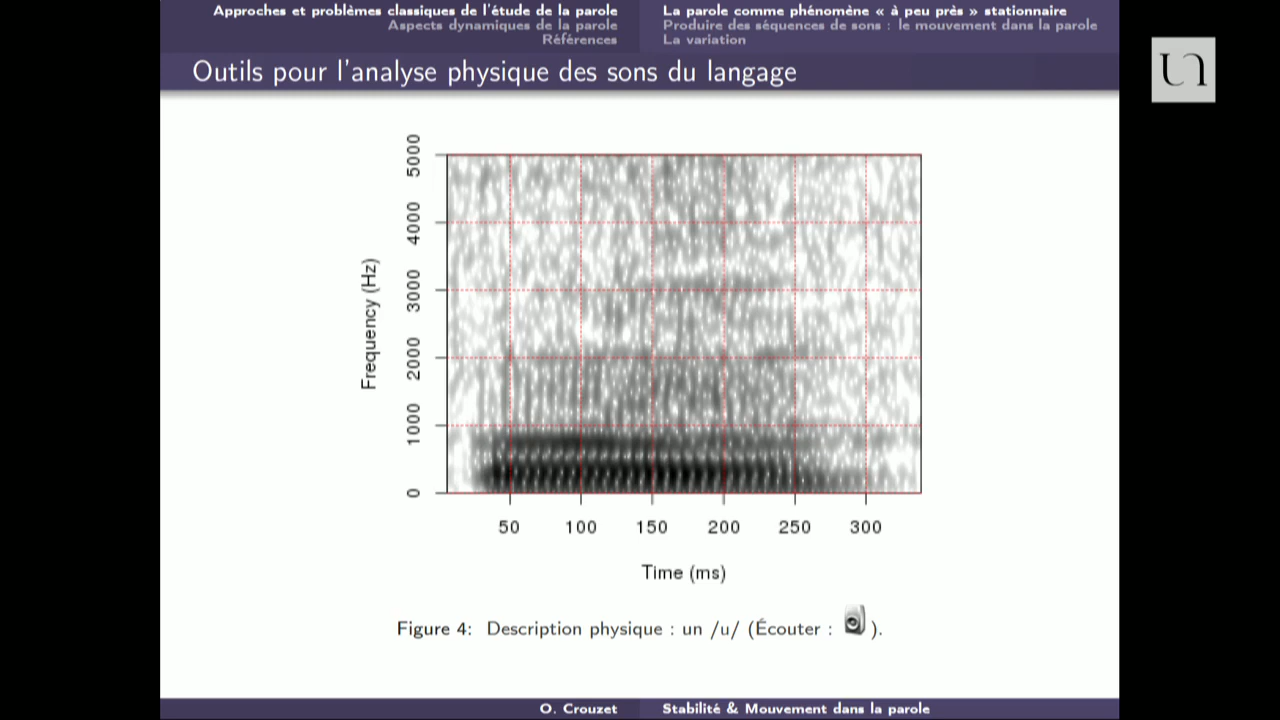 Approches et problèmes classiques de l'étude de la parole
Aspects dynamiques de la parole
Références
La parole comme phénomène « à peu près » stationnaire
Produire des séquences de sons : le mouvement dans la parole
La variation
Outils pour l'analyse physique des sons du langage
5000
4000
3000
2000
1000
0
Frequency (Hz)
50 100 150 200 250 300
Time (ms)
Figure 4: Description physique : un /u/ (Écouter : ).
O. Crouzet
Stabilité & Mouvement dans la parole